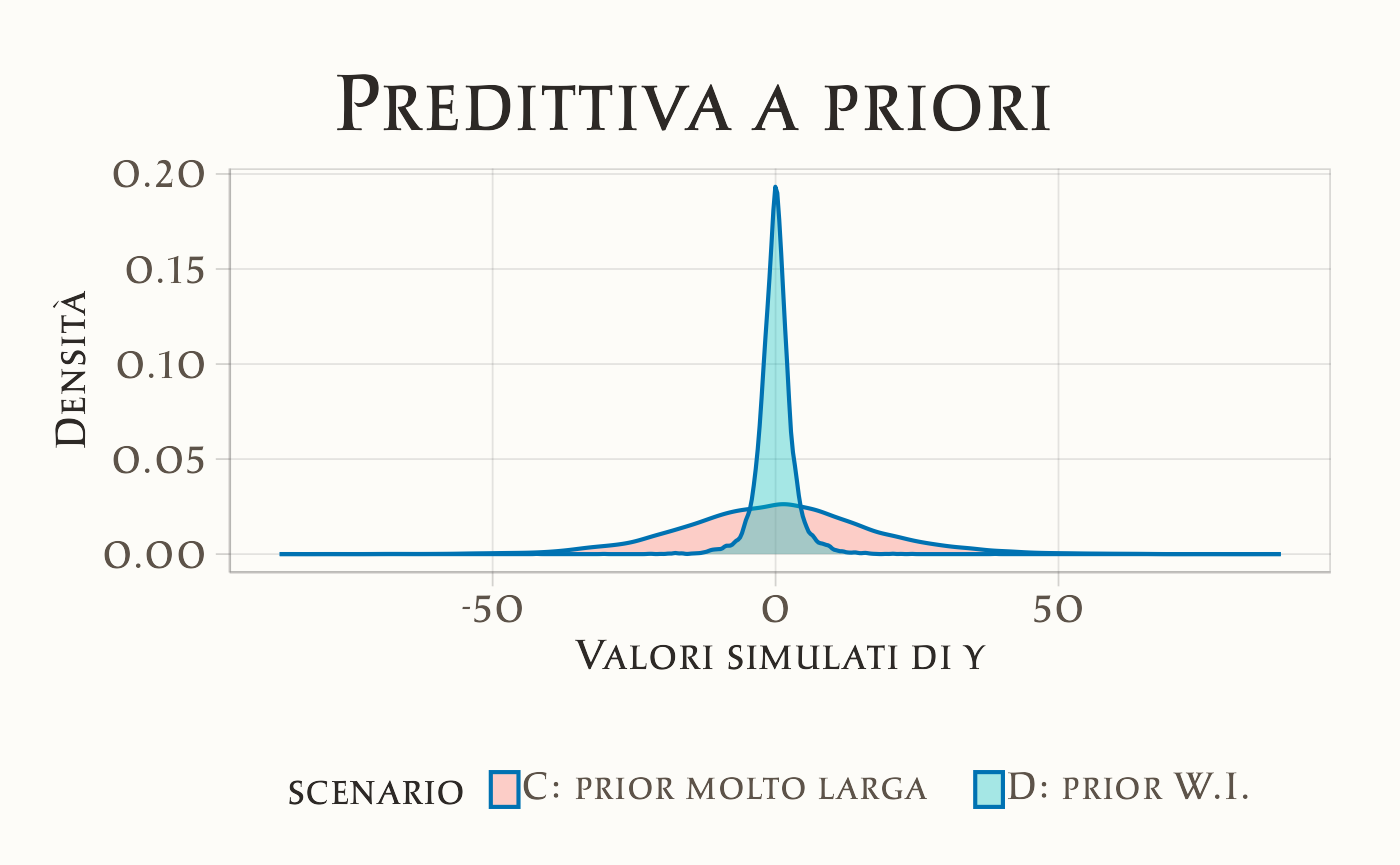 Predittiva a priori
0.20
0.15
0.10
0.05
0.00
Densità
-50 0 50
Valori simulati di y
scenario C: prior molto larga D: prior W.I.